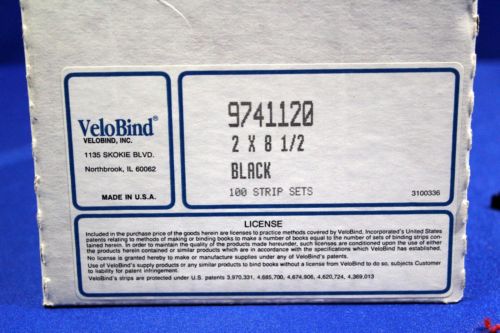 VeloBind®
VELOBIND, INC.
1135 SKOKIE BLVD.
Northbrook, IL 60062
MADE IN U.S.A.
9741120
2 X 8 1/2
BLACK
100 STRIP SETS
3100336
LICENSE
Included in the purchase price of the goods herein are licenses to practice methods covered by VeloBind, Incorporated's United States
patents relating to methods of making or binding books to make a number of books equal to the number of sets of binding strips con-
tained herein. In order to maintain the quality of the products made hereunder, such licenses are conditioned upon the use of either
the products herein contained or similar products which are in accordance with the specifications which VeloBind has established.
No license is granted hereby to make or manufacture supplies under any of VeloBind's patents.
Use of VeloBind's supply products or any similar products to bind books without a license from VeloBind to do so, subjects Customer
to liability for patent infringement.
VeloBind's strips are protected under U.S. patents 3,970,331, 4,685,700, 4,674,906, 4,620,724, 4,369,013